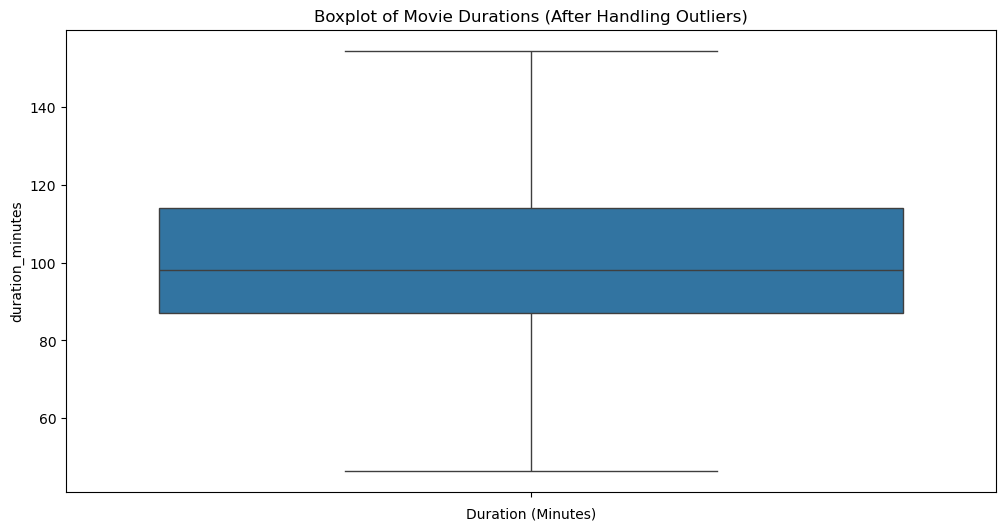 Boxplot of Movie Durations (After Handling Outliers)
duration_minutes
140
120
100
80
60
Duration (Minutes)